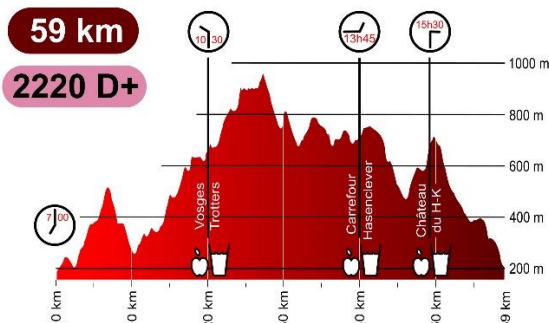 59 km
2220 D+
10 30
13h45
15h30
7 00
1000 m
800 m
600 m
400 m
200 m
Vosges
Trotters
Carrefour
Hasenclever
Château
du H-K
0 km